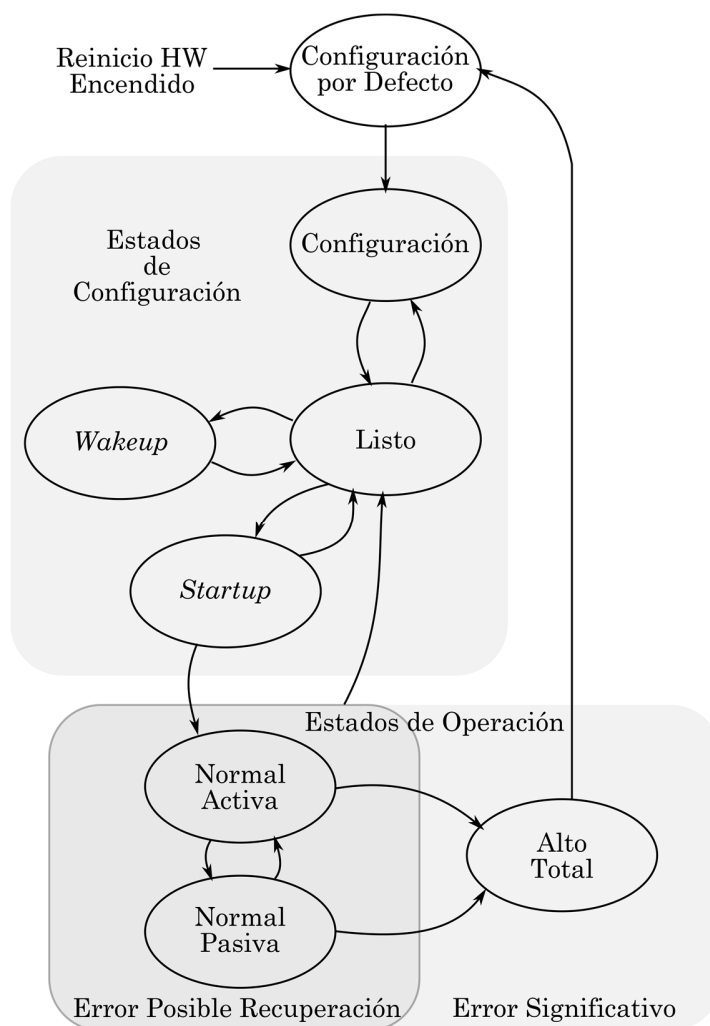 Reinicio HW
Encendido
Configuración
por Defecto
Estados
de
Configuración
Configuración
Wakeup
Listo
Startup
Estados de Operación
Normal
Activa
Alto
Total
Normal
Pasiva
Error Posible Recuperación
Error Significativo